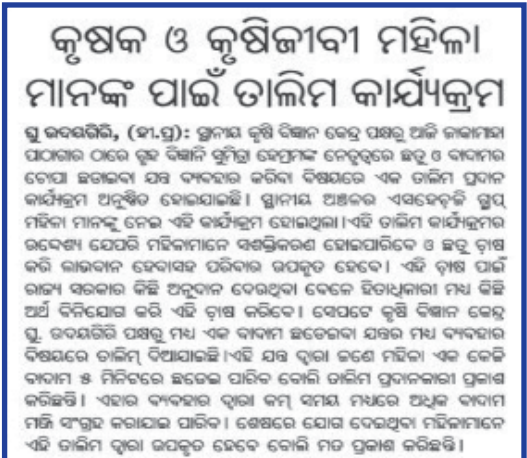 କୃଷକ ଓ କୃଷିଜୀବୀ ମହିଳା
ମାନଙ୍କ ପାଇଁ ତାଲିମ କାର୍ଯ୍ୟକ୍ରମ
ଘୁ ଉଦୟଗିରି, (ହୀ.ପ୍ର): ସ୍ଥାନୀୟ କୃଷି ବିଜ୍ଞାନ କେନ୍ଦ୍ର ପକ୍ଷରୁ ଆଜି
ପାଠାଗାର ଠାରେ ଗୃହ ବିଜ୍ଞାନି ସୁମିତ୍ରା ହେମ୍ରମଙ୍କ ନେତୃତ୍ୱରେ ଛତୁ ଓ ବାଦାମର
ଚୋପା ଛଡାଇବା ଯନ୍ତ୍ର ବ୍ୟବହାର କରିବା ବିଷୟରେ ଏକ ତାଲିମ ପ୍ରଦାନ
କାର୍ଯ୍ୟକ୍ରମ ଅନୁଷ୍ଠିତ ହୋଇଯାଇଛି। ସ୍ଥାନୀୟ ଅଞ୍ଚଳର ଏସହେଚ୍‌ଜି ଗ୍ରୁପ୍
ମହିଳା ମାନଙ୍କୁ ନେଇ ଏହି କାର୍ଯ୍ୟକ୍ରମ ହୋଇଥିଲା।ଏହି ତାଲିମ କାର୍ଯ୍ୟକ୍ରମର
ଉଦ୍ଦେଶ୍ୟ ଯେପରି ମହିଳାମାନେ ସଶକ୍ତିକରଣ ହୋଇପାରିବେ ଓ ଛତୁ ଚାଷ
କରି ଲାଭବାନ ହେବାସହ ପରିବାର ଉପକୃତ ହେବେ। ଏହି ଚାଷ ପାଇଁ
ରାଜ୍ୟ ସରକାର କିଛି ଅନୁଦାନ ଦେଉଥିବା ବେଳେ ହିତାଧିକାରୀ ମଧ୍ୟ କିଛି
ଅର୍ଥ ବିନିଯୋଗ କରି ଏହି ଚାଷ କରିବେ। ସେପଟେ କୃଷି ବିଜ୍ଞାନ କେନ୍ଦ୍ର
ଘୁ. ଉଦୟଗିରି ପକ୍ଷରୁ ମଧ୍ୟ ଏକ ବାଦାମ ଛଡେଇବା ଯନ୍ତ୍ରର ମଧ୍ୟ ବ୍ୟବହାର
ବିଷୟରେ ତାଲିମ୍ ଦିଆଯାଇଛି।ଏହି ଯନ୍ତ୍ର ଦ୍ୱାରା ଜଣେ ମହିଳା ଏକ କେଜି
ବାଦାମ ୫ ମିନିଟରେ ଛଡେଇ ପାରିବ ବୋଲି ତାଲିମ ପ୍ରଦାନକାରୀ ପ୍ରକାଶ
କରିଛନ୍ତି। ଏହାର ବ୍ୟବହାର ଦ୍ୱାରା କମ୍ ସମୟ ମଧ୍ୟରେ ଅଧିକ ବାଦାମ
ମଞ୍ଜି ସଂଗ୍ରହ କରାଯାଇ ପାରିବ। ଶେଷରେ ଯୋଗ ଦେଇଥିବା ମହିଳାମାନେ
ଏହି ତାଲିମ ଦ୍ୱାରା ଉପକୃତ ହେବେ ବୋଲି ମତ ପ୍ରକାଶ କରିଛନ୍ତି।